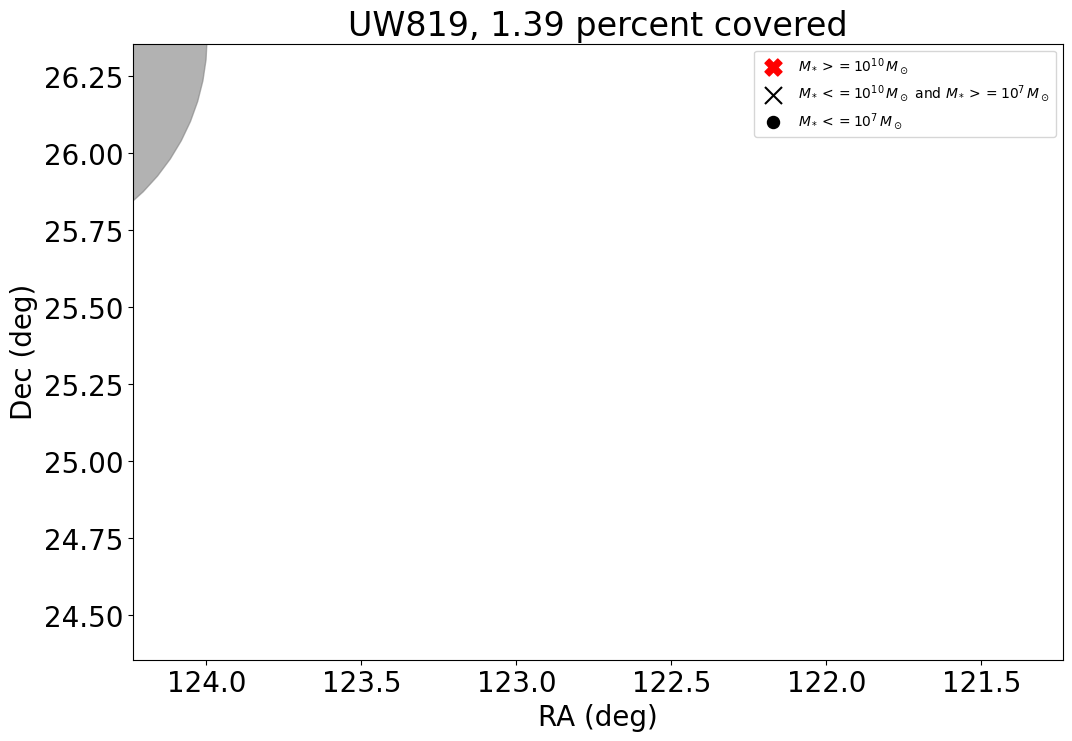 UW819, 1.39 percent covered
M* >= 10^10 M⊙
M* <= 10^10 M⊙ and M* >= 10^7 M⊙
M* <= 10^7 M⊙
Dec (deg)
26.25
26.00
25.75
25.50
25.25
25.00
24.75
24.50
124.0 123.5 123.0 122.5 122.0 121.5
RA (deg)